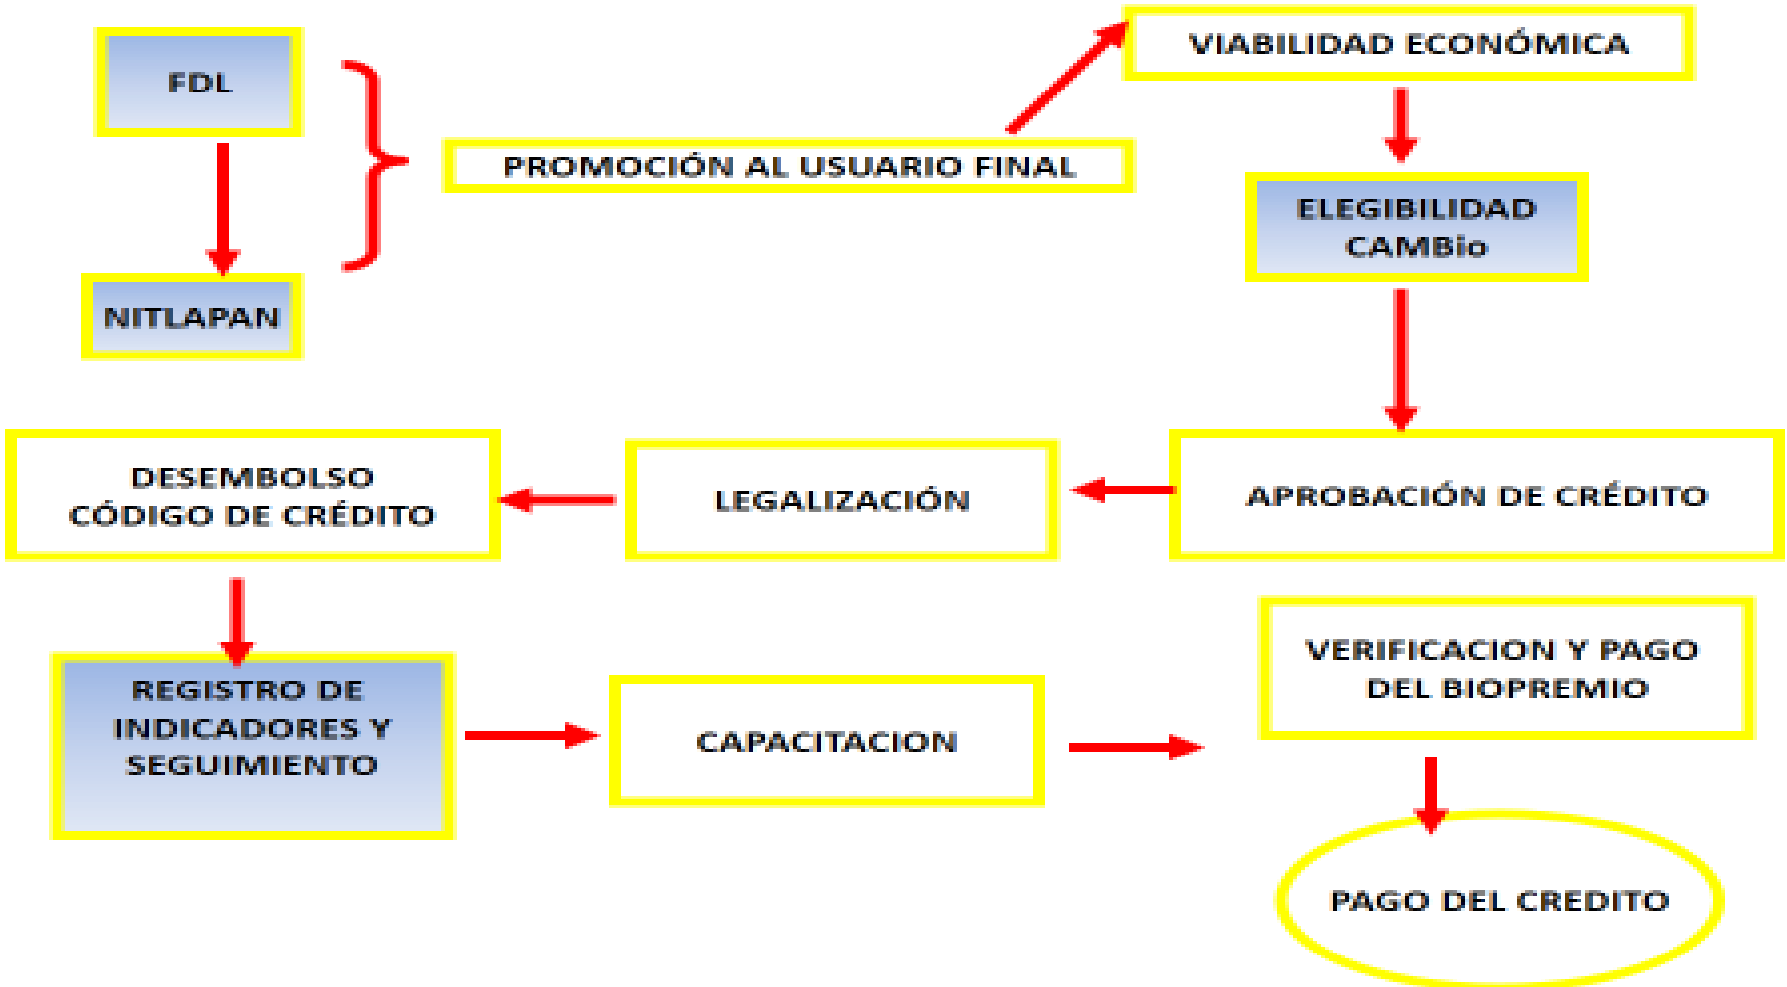 FDL
NITLAPAN
PROMOCIÓN AL USUARIO FINAL
VIABILIDAD ECONÓMICA
ELEGIBILIDAD
CAMBio
APROBACIÓN DE CRÉDITO
LEGALIZACIÓN
DESEMBOLSO
CÓDIGO DE CRÉDITO
REGISTRO DE
INDICADORES Y
SEGUIMIENTO
CAPACITACION
VERIFICACION Y PAGO
DEL BIOPREMIO
PAGO DEL CREDITO